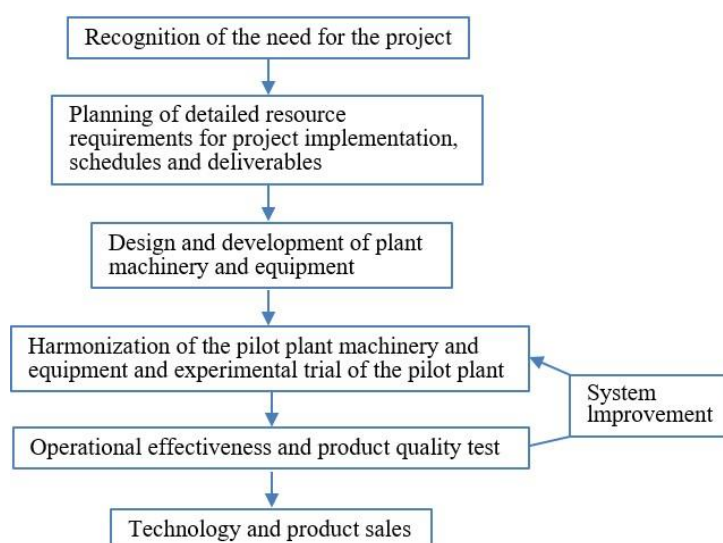 Recognition of the need for the project
Planning of detailed resource
requirements for project implementation,
schedules and deliverables
Design and development of plant
machinery and equipment
Harmonization of the pilot plant machinery and
equipment and experimental trial of the pilot plant
System
Improvement
Operational effectiveness and product quality test
Technology and product sales